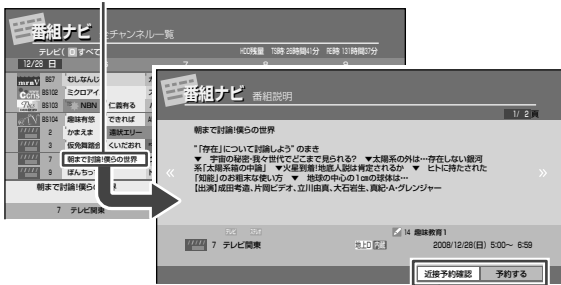 番組ナビ 全チャンネル一覧
テレビ( すべて
HDD残量 TS時 28時間41分 RE時 131時間37分
12/28 日
BS7 むしなんじ
BS102 ミクロアイ
BS103 NBN 仁義有る
BS104 趣味有悠 できれば
2 かまえま 連状エリー
3 仮免舞踏会 くいだおれ
7 朝まで討論!僕らの世界
9 ぼんち
朝まで討論!僕ら 界
7 テレビ関東
番組ナビ 番組説明
1/ 2 頁
朝まで討論!僕らの世界
"「存在」について討論しよう" のまき
▼ 宇宙の秘密・我々世代でどこまで見られる? ▼太陽系の外は…存在しない銀河
系「太陽系箱の中論」 ▼火星到着!地底人説は肯定されるか ▼ ヒトに持たされた
「知能」のお粗末な使い方 ▼ 地球の中心の1㎝の球体は…
【出演】成田考造、片岡ビデオ、立川由真、大石岩生、真紀・A・グレンジャー
14 趣味教育1
7 テレビ関東
地上D
2008/12/28(日) 5:00~ 6:59
近接予約確認 予約する